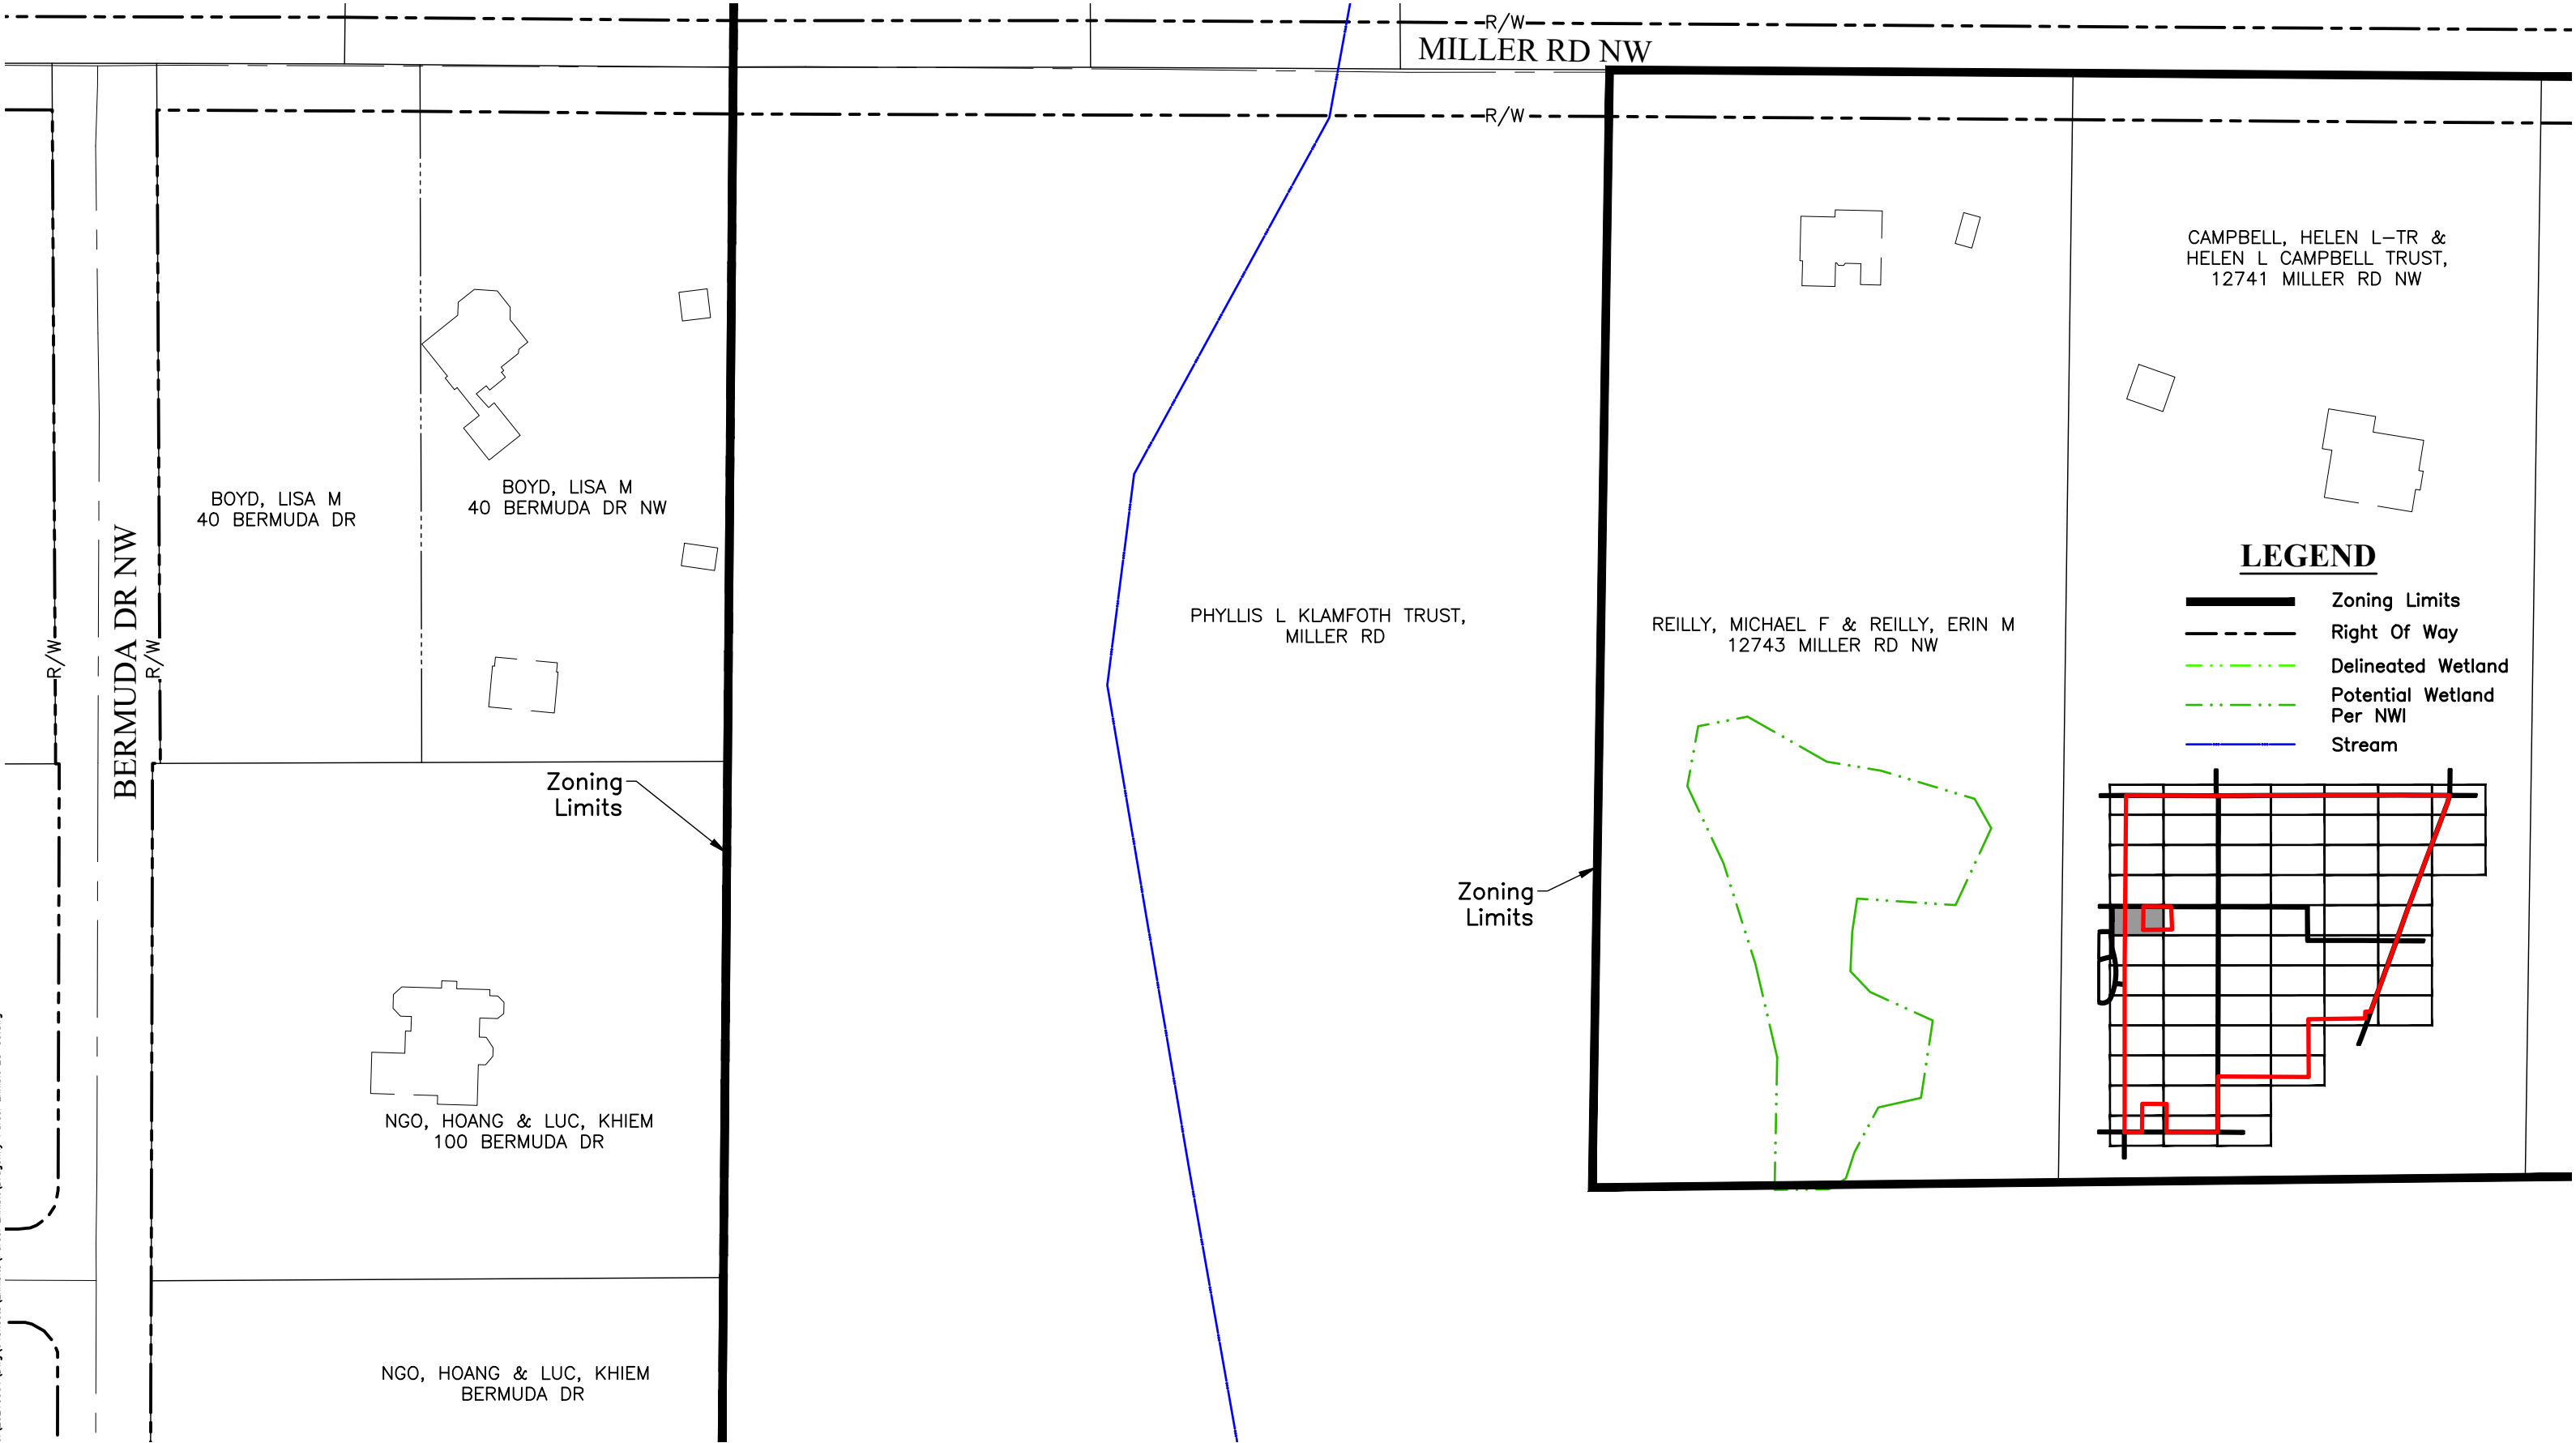 R/W
MILLER RD NW
R/W
CAMPBELL, HELEN L-TR &
HELEN L CAMPBELL TRUST,
12741 MILLER RD NW
BOYD, LISA M
40 BERMUDA DR
BOYD, LISA M
40 BERMUDA DR NW
R/W
BERMUDA DR NW
R/W
PHYLLIS L KLAMFOTH TRUST,
MILLER RD
REILLY, MICHAEL F & REILLY, ERIN M
12743 MILLER RD NW
LEGEND
Zoning Limits
Right Of Way
Delineated Wetland
Potential Wetland
Per NWI
Stream
Zoning
Limits
Zoning
Limits
NGO, HOANG & LUC, KHIEM
100 BERMUDA DR
NGO, HOANG & LUC, KHIEM
BERMUDA DR